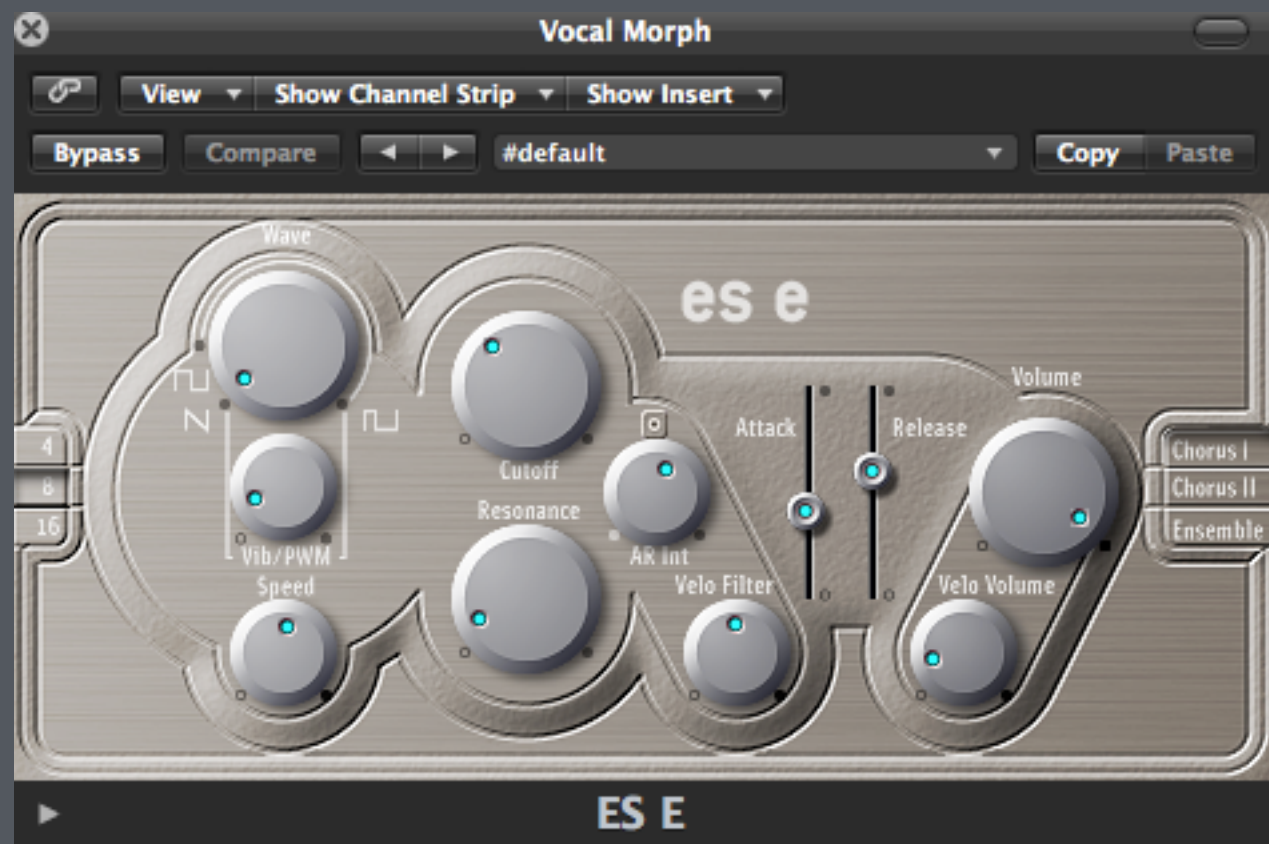 Vocal Morph
View Show Channel Strip Show Insert
Bypass Compare #default Copy Paste
Wave
es e
Volume
Attack Release
4
8
16
Chorus I
Chorus II
Ensemble
Cutoff
Resonance
AR Int
Vib/PWM
Speed
Velo Filter
Velo Volume
ES E